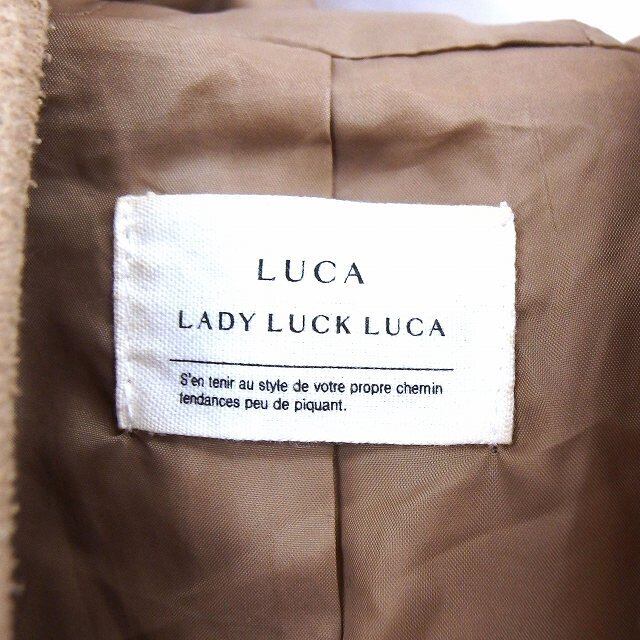 LUCA
LADY LUCK LUCA
S'en tenir au style de votre propre chemin
tendances peu de piquant.